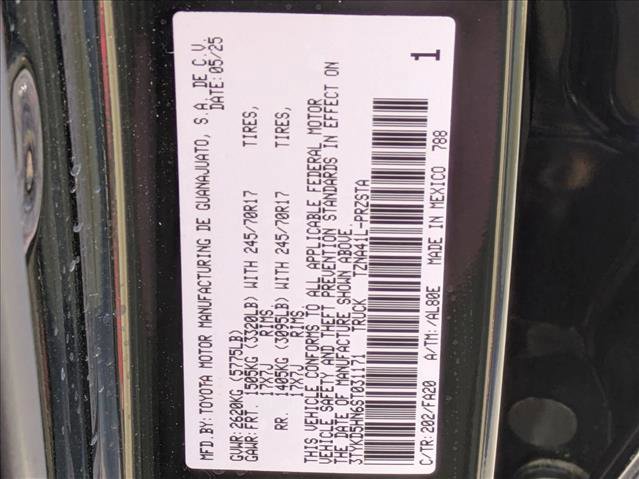 MFD.BY:TOYOTA MOTOR MANUFACTURING DE GUANAJUATO, S.A. DE C.V.
DATE:05/25
GVWR:2620KG (5775LB)
GAWR:FRT. 1505KG (3320LB) WITH 245/70R17 TIRES,
17X7J RIMS,
RR. 1405KG (3095LB) WITH 245/70R17 TIRES,
17X7J RIMS.
THIS VEHICLE CONFORMS TO ALL APPLICABLE FEDERAL MOTOR
VEHICLE SAFETY AND THEFT PREVENTION STANDARDS IN EFFECT ON
THE DATE OF MANUFACTURE SHOWN ABOVE.
3TYKD5HN6ST031171 TRUCK TZNA41L-PRZSTA
C/TR:202/FA20 A/TM:/AL80E MADE IN MEXICO 788
1